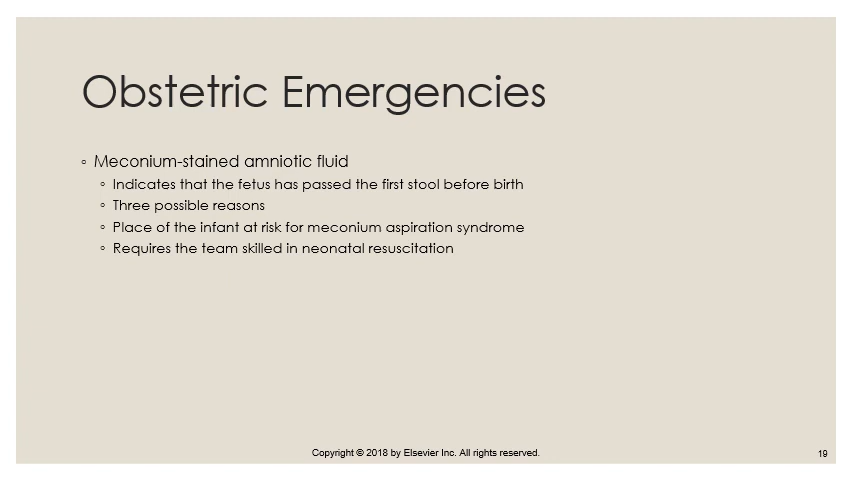 Obstetric Emergencies
◦ Meconium-stained amniotic fluid
◦ Indicates that the fetus has passed the first stool before birth
◦ Three possible reasons
◦ Place of the infant at risk for meconium aspiration syndrome
◦ Requires the team skilled in neonatal resuscitation
Copyright © 2018 by Elsevier Inc. All rights reserved.
19